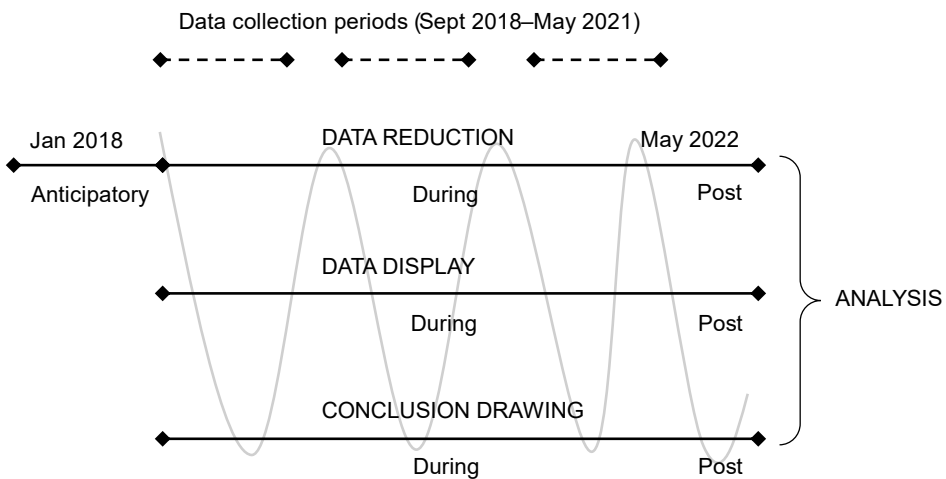 Data collection periods (Sept 2018–May 2021)
Jan 2018
DATA REDUCTION
May 2022
Anticipatory
During
Post
DATA DISPLAY
During
Post
ANALYSIS
CONCLUSION DRAWING
During
Post